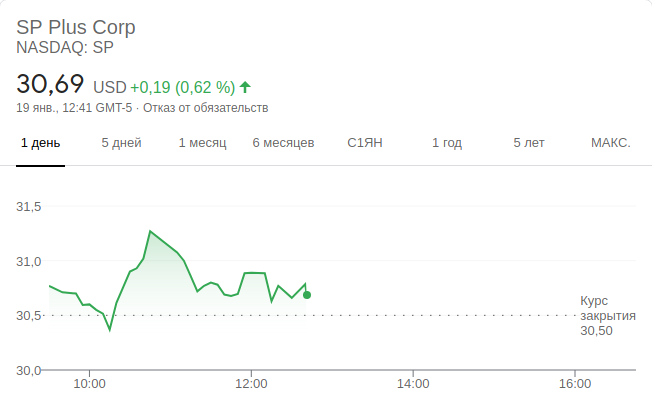 SP Plus Corp
NASDAQ: SP
30,69 USD +0,19 (0,62 %)
19 янв., 12:41 GMT-5 · Отказ от обязательств
1 день 5 дней 1 месяц 6 месяцев С1ЯН 1 год 5 лет МАКС.
31,5
31,0
30,5
30,0
Курс
закрытия
30,50
10:00 12:00 14:00 16:00